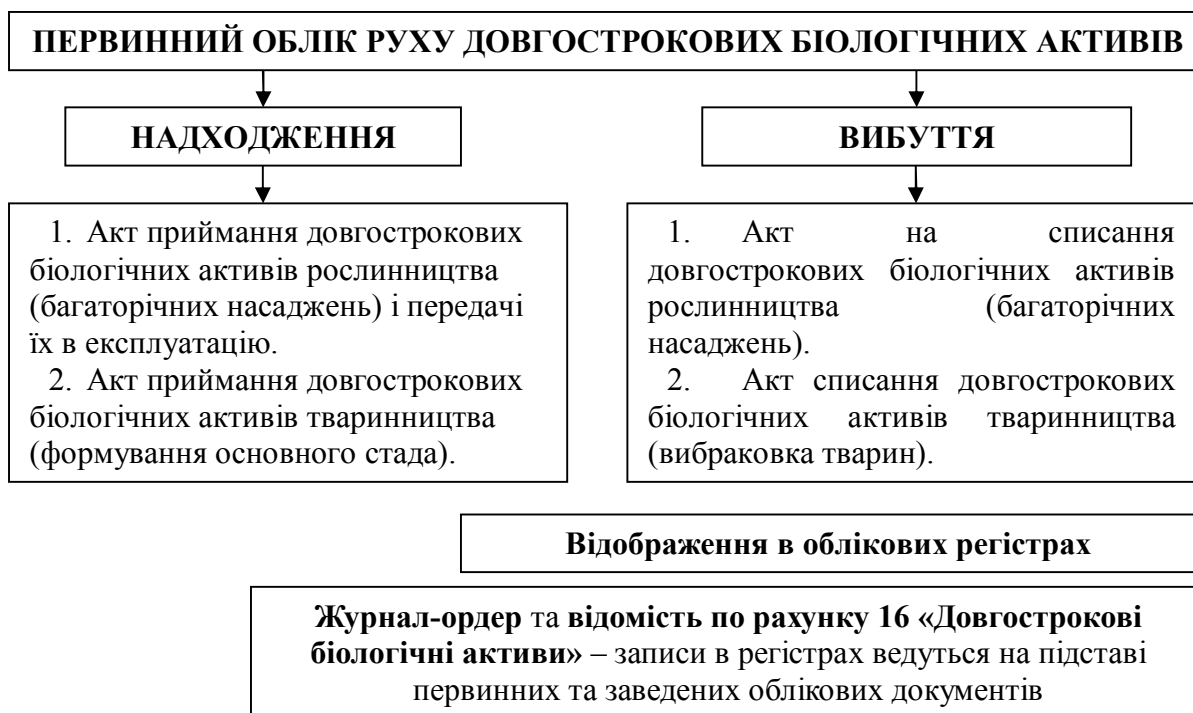 ПЕРВИННИЙ ОБЛІК РУХУ ДОВГОСТРОКОВИХ БІОЛОГІЧНИХ АКТИВІВ
НАДХОДЖЕННЯ
1. Акт приймання довгострокових
біологічних активів рослинництва
(багаторічних насаджень) і передачі
їх в експлуатацію.
2. Акт приймання довгострокових
біологічних активів тваринництва
(формування основного стада).
ВИБУТТЯ
1. Акт на списання
довгострокових біологічних активів
рослинництва (багаторічних
насаджень).
2. Акт списання довгострокових
біологічних активів тваринництва
(вибраковка тварин).
Відображення в облікових регістрах
Журнал-ордер та відомість по рахунку 16 «Довгострокові
біологічні активи» – записи в регістрах ведуться на підставі
первинних та заведених облікових документів